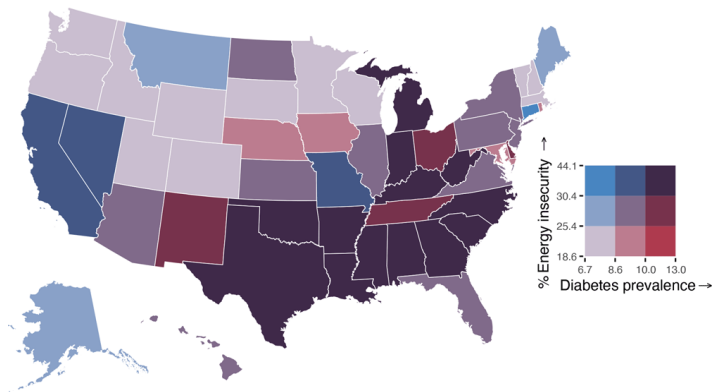 % Energy insecurity →
44.1
30.4
25.4
18.6
6.7 8.6 10.0 13.0
Diabetes prevalence →